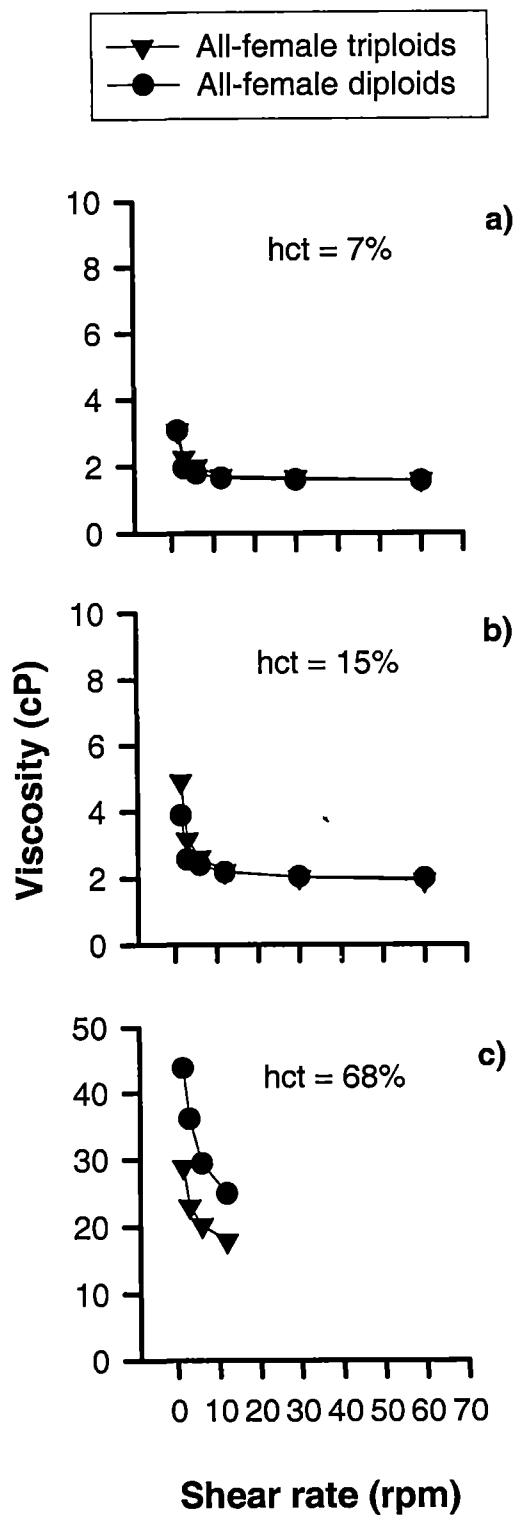 All-female triploids
All-female diploids
a)
hct = 7%
10
8
6
4
2
0
b)
hct = 15%
10
8
6
4
2
0
Viscosity (cP)
c)
hct = 68%
50
40
30
20
10
0
0 10 20 30 40 50 60 70
Shear rate (rpm)